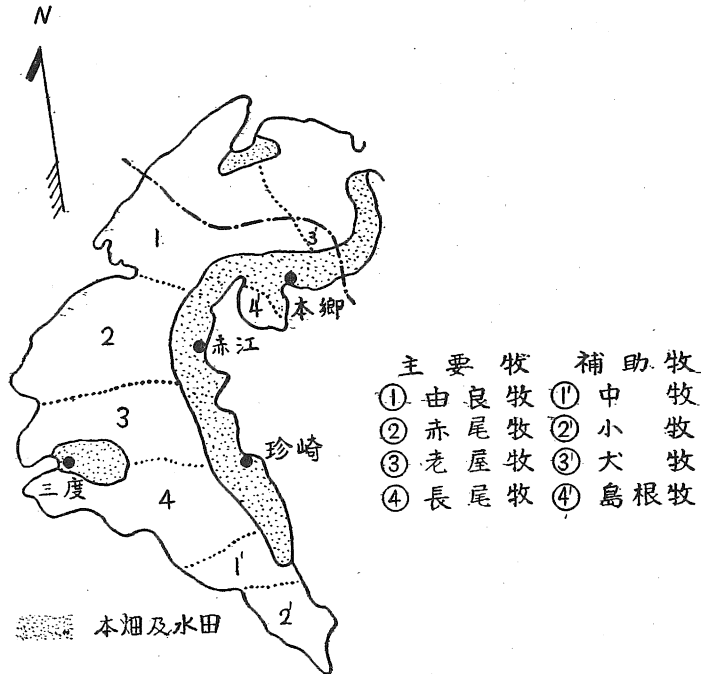 N
1
3'
4'
本郷
2
赤江
3
珍崎
三度
4
1'
2'
本畑及水田
主要牧 補助牧
① 由良牧 ①' 中牧
② 赤尾牧 ②' 小牧
③ 老屋牧 ③' 犬牧
④ 長尾牧 ④' 島根牧